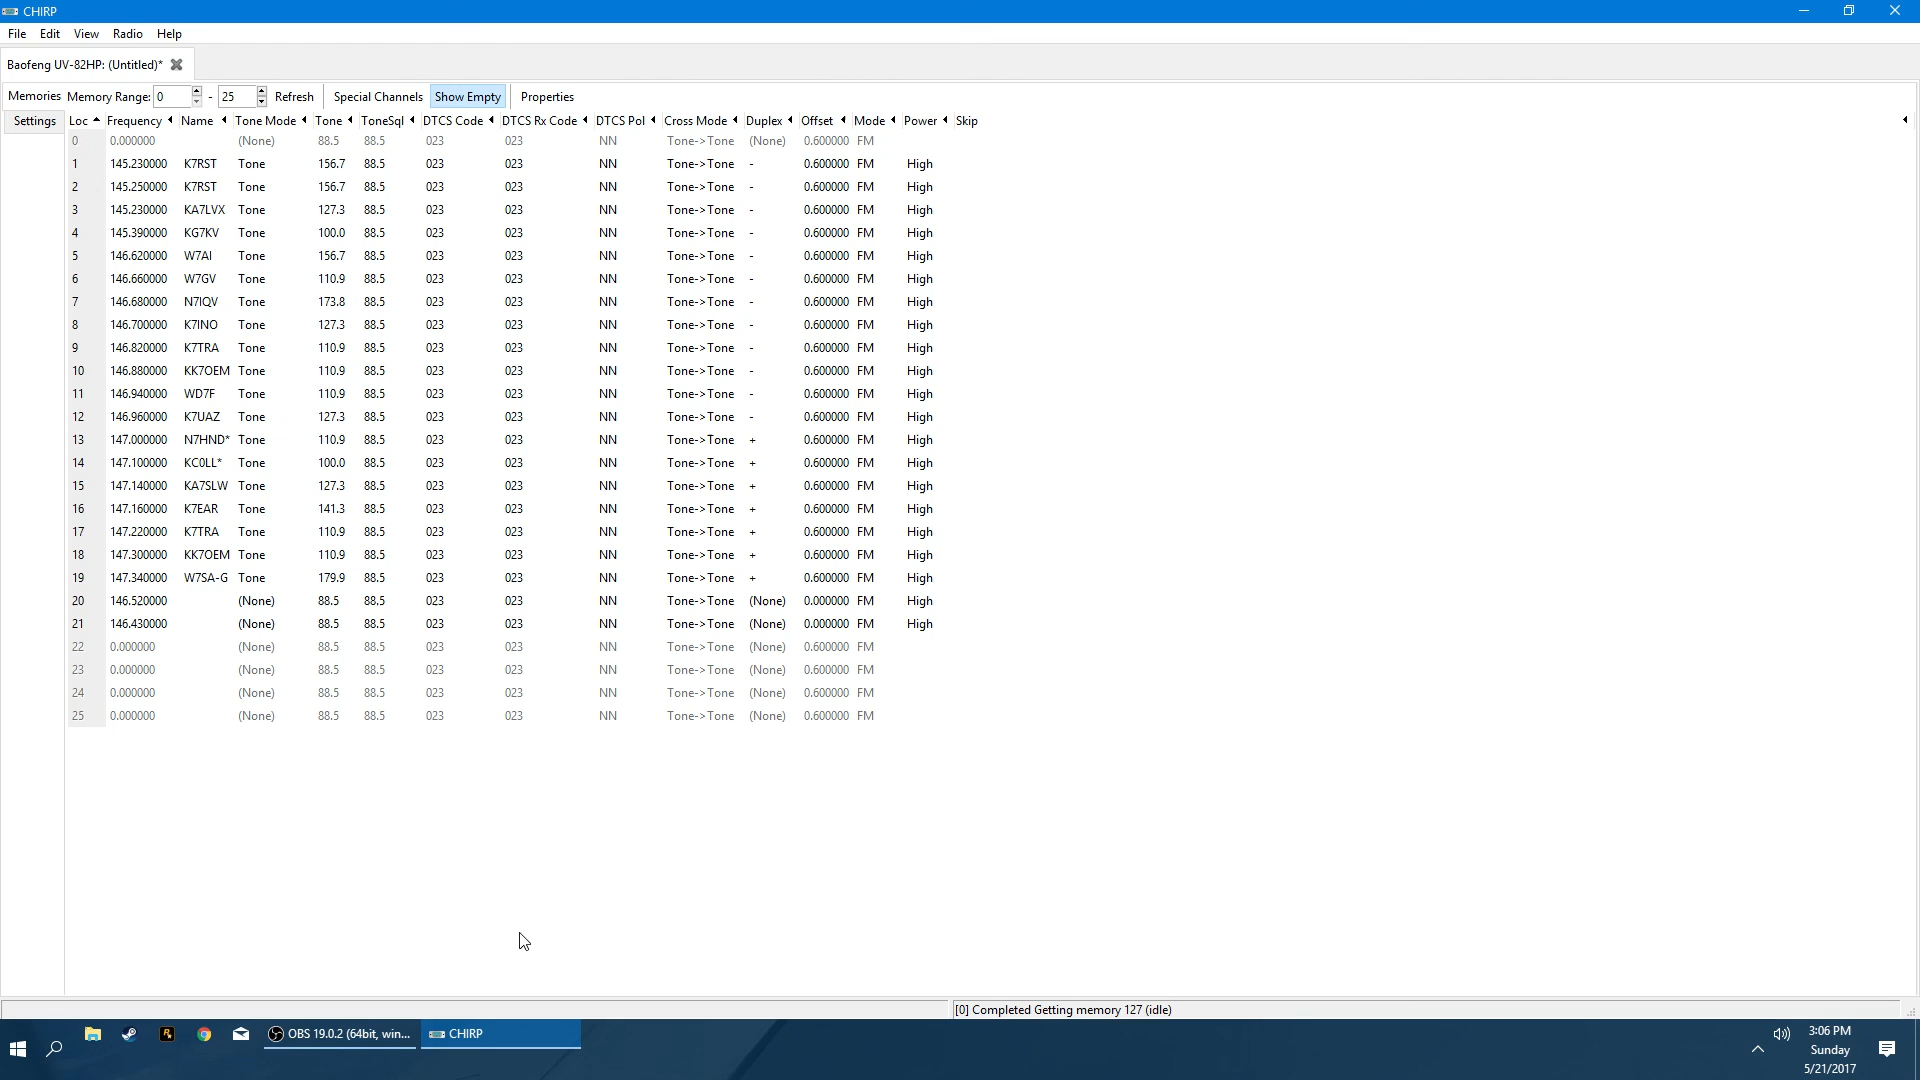 CHIRP
File Edit View Radio Help
Baofeng UV-82HP: (Untitled)*
Memories Memory Range: 0 - 25 Refresh Special Channels Show Empty Properties
Settings Loc Frequency Name Tone Mode Tone ToneSql DTCS Code DTCS Rx Code DTCS Pol Cross Mode Duplex Offset Mode Power Skip
0 0.000000 (None) 88.5 88.5 023 023 NN Tone->Tone (None) 0.600000 FM
1 145.230000 K7RST Tone 156.7 88.5 023 023 NN Tone->Tone - 0.600000 FM High
2 145.250000 K7RST Tone 156.7 88.5 023 023 NN Tone->Tone - 0.600000 FM High
3 145.230000 KA7LVX Tone 127.3 88.5 023 023 NN Tone->Tone - 0.600000 FM High
4 145.390000 KG7KV Tone 100.0 88.5 023 023 NN Tone->Tone - 0.600000 FM High
5 146.620000 W7AI Tone 156.7 88.5 023 023 NN Tone->Tone - 0.600000 FM High
6 146.660000 W7GV Tone 110.9 88.5 023 023 NN Tone->Tone - 0.600000 FM High
7 146.680000 N7IQV Tone 173.8 88.5 023 023 NN Tone->Tone - 0.600000 FM High
8 146.700000 K7INO Tone 127.3 88.5 023 023 NN Tone->Tone - 0.600000 FM High
9 146.820000 K7TRA Tone 110.9 88.5 023 023 NN Tone->Tone - 0.600000 FM High
10 146.880000 KK7OEM Tone 110.9 88.5 023 023 NN Tone->Tone - 0.600000 FM High
11 146.940000 WD7F Tone 110.9 88.5 023 023 NN Tone->Tone - 0.600000 FM High
12 146.960000 K7UAZ Tone 127.3 88.5 023 023 NN Tone->Tone - 0.600000 FM High
13 147.000000 N7HND* Tone 110.9 88.5 023 023 NN Tone->Tone + 0.600000 FM High
14 147.100000 KC0LL* Tone 100.0 88.5 023 023 NN Tone->Tone + 0.600000 FM High
15 147.140000 KA7SLW Tone 127.3 88.5 023 023 NN Tone->Tone + 0.600000 FM High
16 147.160000 K7EAR Tone 141.3 88.5 023 023 NN Tone->Tone + 0.600000 FM High
17 147.220000 K7TRA Tone 110.9 88.5 023 023 NN Tone->Tone + 0.600000 FM High
18 147.300000 KK7OEM Tone 110.9 88.5 023 023 NN Tone->Tone + 0.600000 FM High
19 147.340000 W7SA-G Tone 179.9 88.5 023 023 NN Tone->Tone + 0.600000 FM High
20 146.520000 (None) 88.5 88.5 023 023 NN Tone->Tone (None) 0.000000 FM High
21 146.430000 (None) 88.5 88.5 023 023 NN Tone->Tone (None) 0.000000 FM High
22 0.000000 (None) 88.5 88.5 023 023 NN Tone->Tone (None) 0.600000 FM
23 0.000000 (None) 88.5 88.5 023 023 NN Tone->Tone (None) 0.600000 FM
24 0.000000 (None) 88.5 88.5 023 023 NN Tone->Tone (None) 0.600000 FM
25 0.000000 (None) 88.5 88.5 023 023 NN Tone->Tone (None) 0.600000 FM
[0] Completed Getting memory 127 (idle)
OBS 19.0.2 (64bit, win... CHIRP 3:06 PM
Sunday
5/21/2017